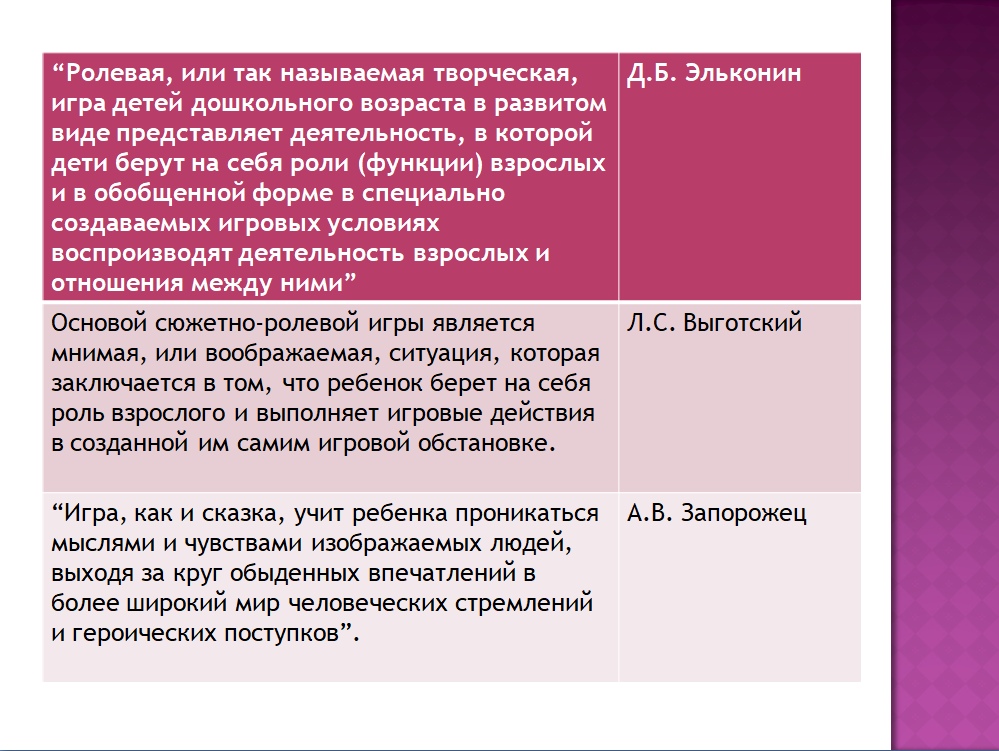 “Ролевая, или так называемая творческая,
игра детей дошкольного возраста в развитом
виде представляет деятельность, в которой
дети берут на себя роли (функции) взрослых
и в обобщенной форме в специально
создаваемых игровых условиях
воспроизводят деятельность взрослых и
отношения между ними”
Д.Б. Эльконин
Основой сюжетно-ролевой игры является
мнимая, или воображаемая, ситуация, которая
заключается в том, что ребенок берет на себя
роль взрослого и выполняет игровые действия
в созданной им самим игровой обстановке.
Л.С. Выготский
“Игра, как и сказка, учит ребенка проникаться
мыслями и чувствами изображаемых людей,
выходя за круг обыденных впечатлений в
более широкий мир человеческих стремлений
и героических поступков”.
А.В. Запорожец